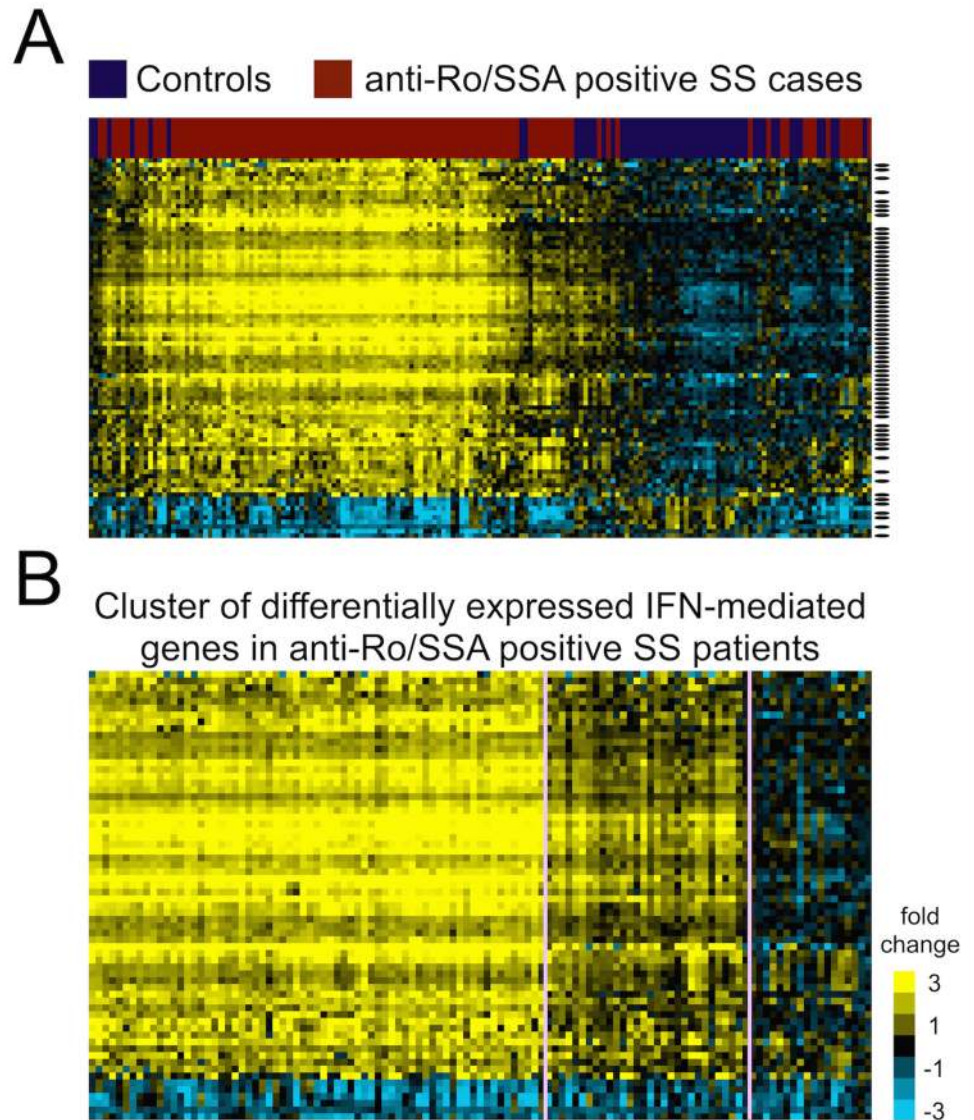 A
Controls
anti-Ro/SSA positive SS cases
B
Cluster of differentially expressed IFN-mediated
genes in anti-Ro/SSA positive SS patients
fold
change
3
1
-1
-3